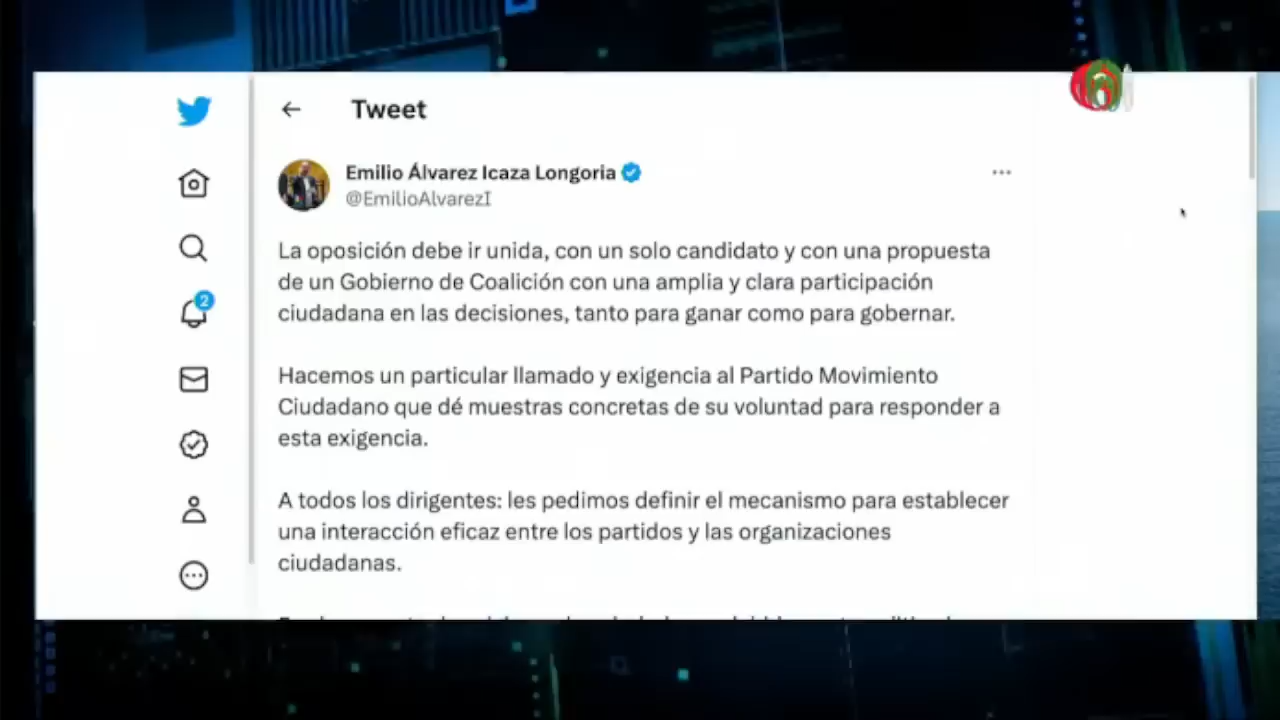 Tweet
Emilio Álvarez Icaza Longoria
@EmilioAlvarezI
2
La oposición debe ir unida, con un solo candidato y con una propuesta
de un Gobierno de Coalición con una amplia y clara participación
ciudadana en las decisiones, tanto para ganar como para gobernar.
Hacemos un particular llamado y exigencia al Partido Movimiento
Ciudadano que dé muestras concretas de su voluntad para responder a
esta exigencia.
A todos los dirigentes: les pedimos definir el mecanismo para establecer
una interacción eficaz entre los partidos y las organizaciones
ciudadanas.